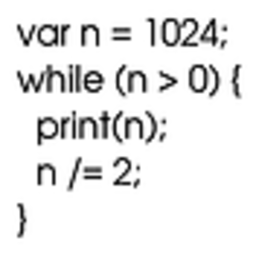 var n = 1024;
while (n > 0) {
  print(n);
  n /= 2;
}